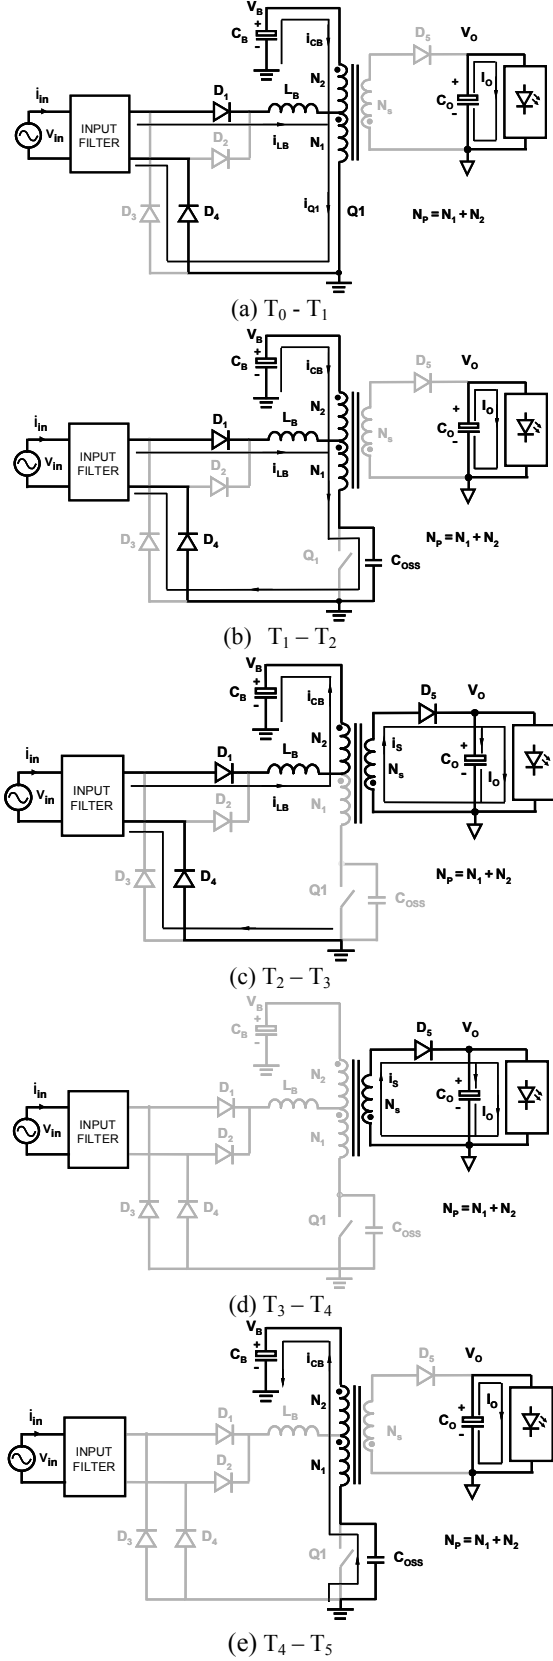 V_B
C_B
+
-
i_CB
N_2
D_5
V_O
i_in
V_in
INPUT
FILTER
D_1
L_B
D_2
i_LB
N_1
N_s
C_O
+
-
I_O
D_3
D_4
i_Q1
Q1
N_P = N_1 + N_2
(a) T_0 - T_1
V_B
C_B
+
-
i_CB
N_2
D_5
V_O
i_in
V_in
INPUT
FILTER
D_1
L_B
D_2
i_LB
N_1
N_s
C_O
+
-
I_O
D_3
D_4
Q_1
C_OSS
N_P = N_1 + N_2
(b) T_1 – T_2
V_B
C_B
+
-
i_CB
N_2
D_5
V_O
i_in
V_in
INPUT
FILTER
D_1
L_B
D_2
i_LB
N_1
i_S
N_s
C_O
+
-
I_O
D_3
D_4
Q1
C_OSS
N_P = N_1 + N_2
(c) T_2 – T_3
V_B
C_B
+
-
N_2
D_5
V_O
i_in
V_in
INPUT
FILTER
D_1
L_B
D_2
N_1
i_S
N_s
C_O
+
-
I_O
D_3
D_4
Q1
C_OSS
N_P = N_1 + N_2
(d) T_3 – T_4
V_B
C_B
+
-
i_CB
N_2
D_5
V_O
i_in
V_in
INPUT
FILTER
D_1
L_B
D_2
N_1
N_s
C_O
+
-
I_O
D_3
D_4
Q1
C_OSS
N_P = N_1 + N_2
(e) T_4 – T_5